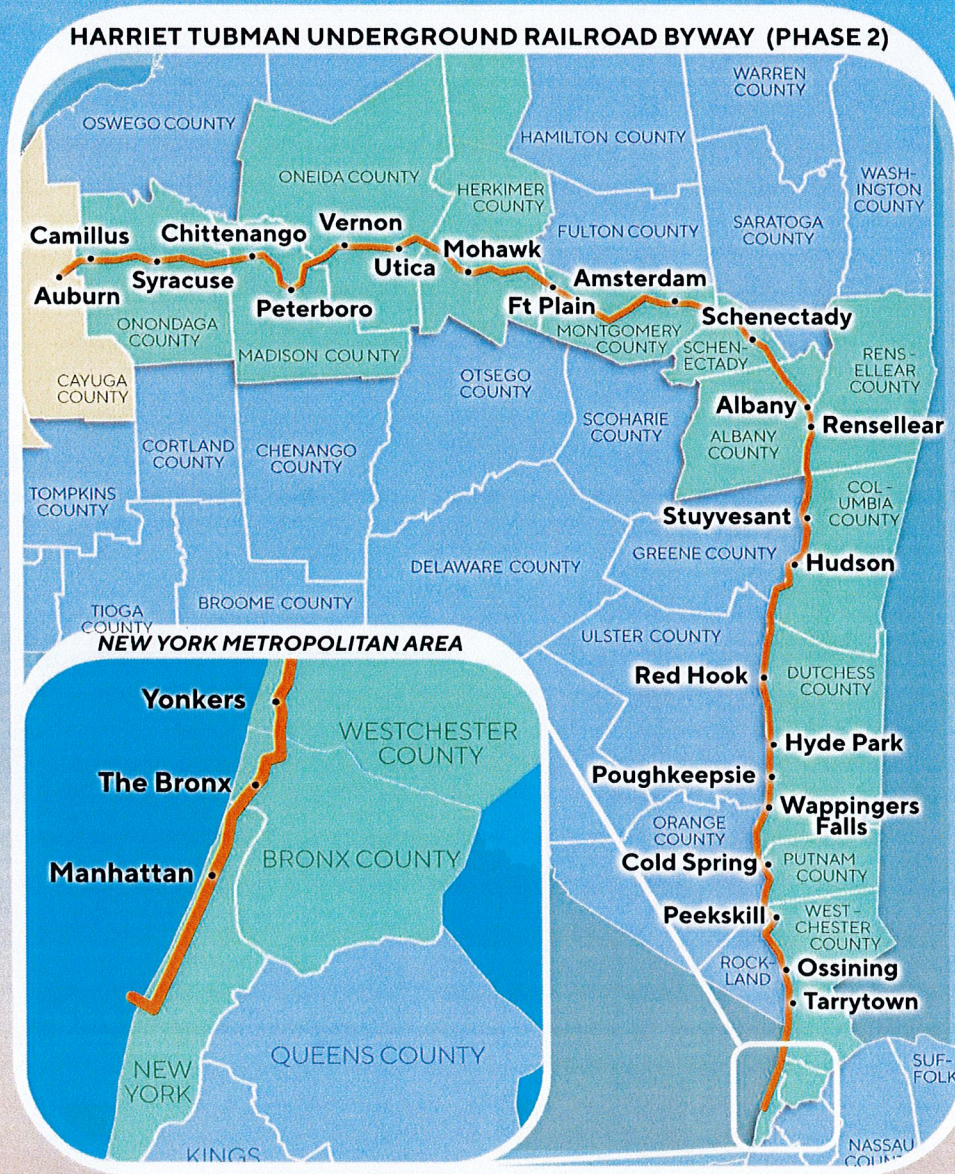 HARRIET TUBMAN UNDERGROUND RAILROAD BYWAY (PHASE 2)
WARREN
COUNTY
OSWEGO COUNTY
HAMILTON COUNTY
ONEIDA COUNTY
HERKIMER
COUNTY
WASH-
INGTON
COUNTY
SARATOGA
COUNTY
FULTON COUNTY
Camillus
Chittenango
Vernon
Mohawk
Utica
Syracuse
Auburn
Peterboro
Amsterdam
Ft Plain
Schenectady
ONONDAGA
COUNTY
MADISON COUNTY
MONTGOMERY
COUNTY
SCHEN-
ECTADY
RENS-
ELLEAR
COUNTY
CAYUGA
COUNTY
OTSEGO
COUNTY
SCOHARIE
COUNTY
Albany
Rensellear
ALBANY
COUNTY
CORTLAND
COUNTY
CHENANGO
COUNTY
TOMPKINS
COUNTY
COL-
UMBIA
COUNTY
Stuyvesant
GREENE COUNTY
Hudson
DELAWARE COUNTY
TIOGA
COUNTY
BROOME COUNTY
ULSTER COUNTY
Red Hook
DUTCHESS
COUNTY
Hyde Park
Poughkeepsie
Wappingers
Falls
ORANGE
COUNTY
Cold Spring
PUTNAM
COUNTY
Peekskill
WEST-
CHESTER
COUNTY
ROCK-
LAND
Ossining
Tarrytown
SUF-
FOLK
NASSAU
COUNTY
NEW YORK METROPOLITAN AREA
Yonkers
WESTCHESTER
COUNTY
The Bronx
BRONX COUNTY
Manhattan
QUEENS COUNTY
NEW
YORK
KINGS